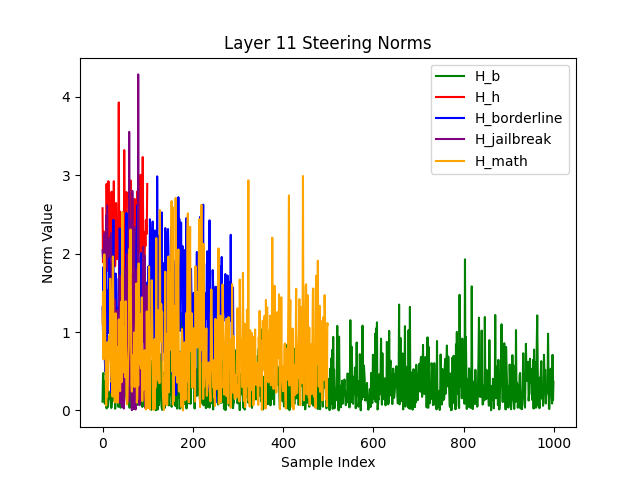 Layer 11 Steering Norms
H_b
H_h
H_borderline
H_jailbreak
H_math
Norm Value
4
3
2
1
0
0 200 400 600 800 1000
Sample Index